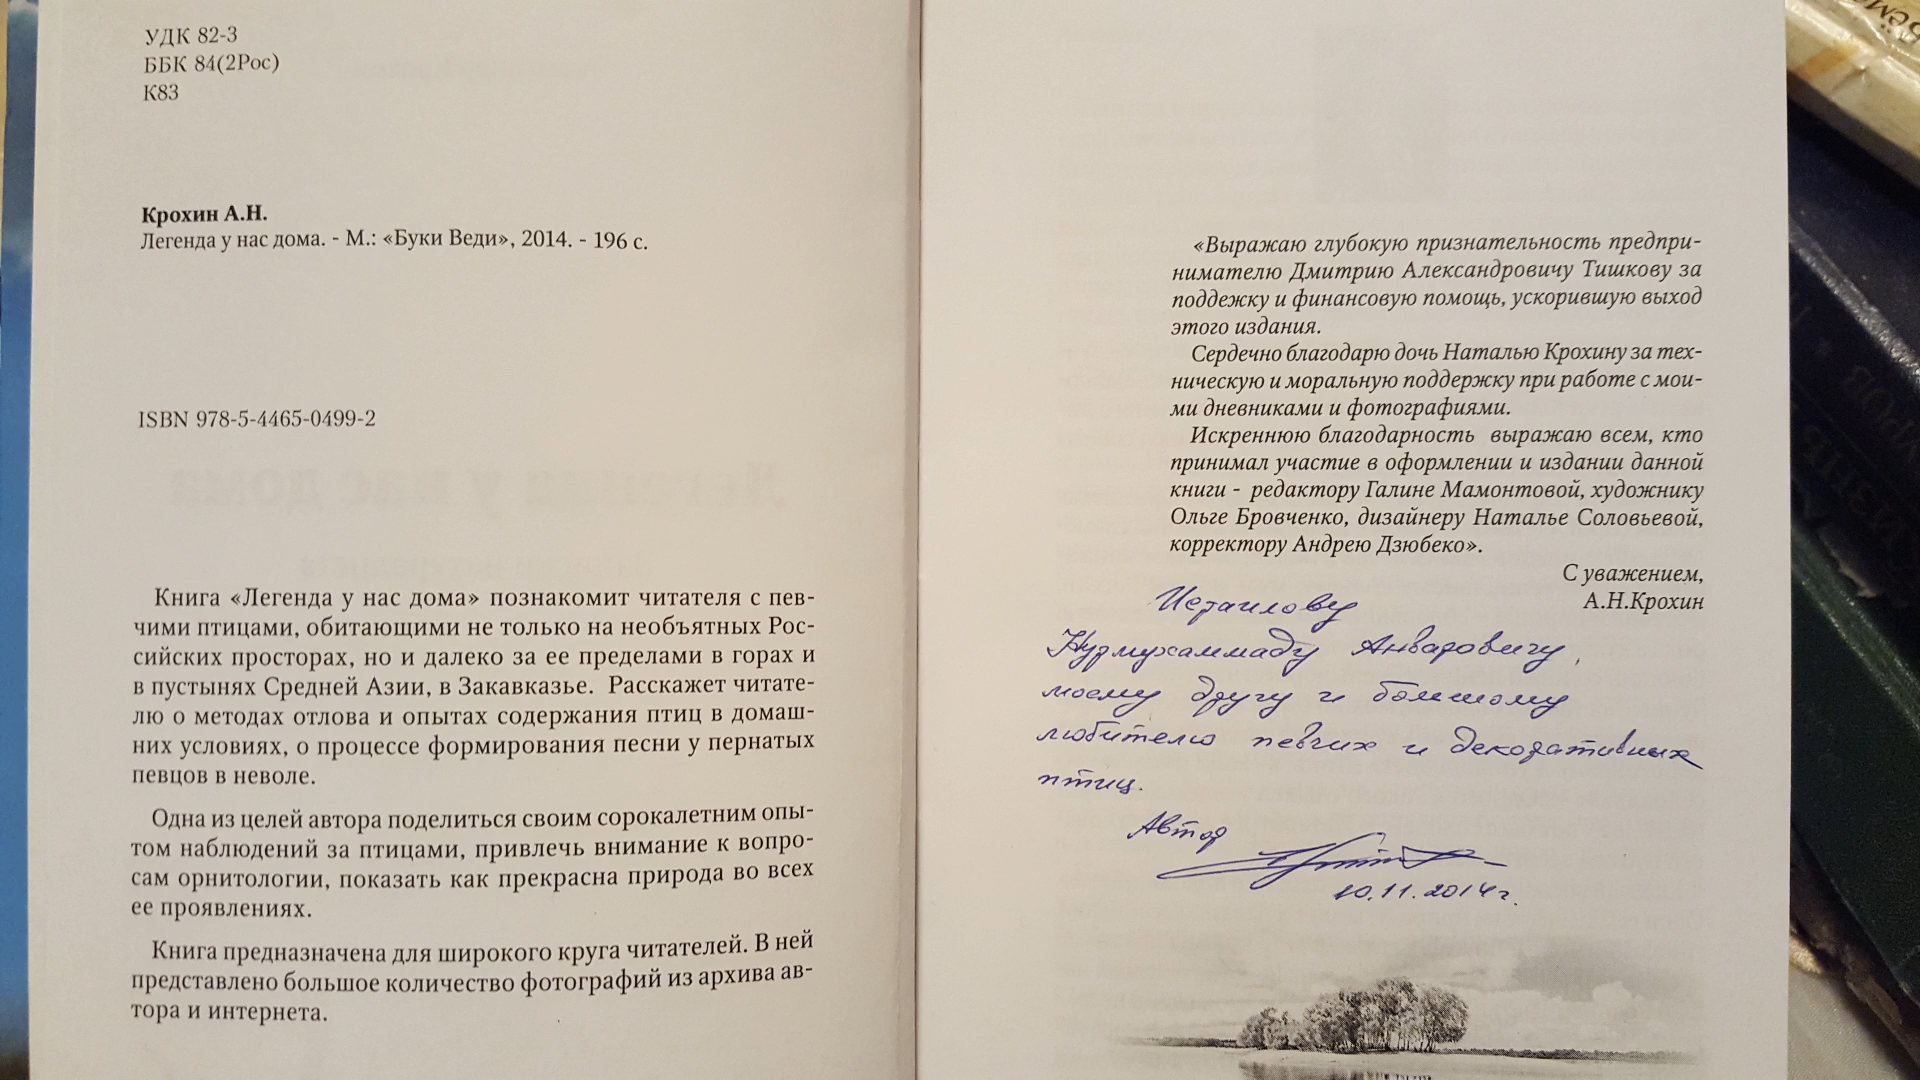 УДК 82-3
ББК 84(2Рос)
К83
Крохин А.Н.
Легенда у нас дома. - М.: «Буки Веди», 2014. - 196 с.
ISBN 978-5-4465-0499-2
Книга «Легенда у нас дома» познакомит читателя с пев-
чими птицами, обитающими не только на необъятных Рос-
сийских просторах, но и далеко за ее пределами в горах и
в пустынях Средней Азии, в Закавказье. Расскажет читате-
лю о методах отлова и опытах содержания птиц в домаш-
них условиях, о процессе формирования песни у пернатых
певцов в неволе.
Одна из целей автора поделиться своим сорокалетним опы-
том наблюдений за птицами, привлечь внимание к вопро-
сам орнитологии, показать как прекрасна природа во всех
ее проявлениях.
Книга предназначена для широкого круга читателей. В ней
представлено большое количество фотографий из архива ав-
тора и интернета.
«Выражаю глубокую признательность предпри-
нимателю Дмитрию Александровичу Тишкову за
поддежку и финансовую помощь, ускорившую выход
этого издания.
Сердечно благодарю дочь Наталью Крохину за тех-
ническую и моральную поддержку при работе с мои-
ми дневниками и фотографиями.
Искреннюю благодарность выражаю всем, кто
принимал участие в оформлении и издании данной
книги - редактору Галине Мамонтовой, художнику
Ольге Бровченко, дизайнеру Наталье Соловьевой,
корректору Андрею Дзюбеко».
С уважением,
А.Н.Крохин
Нурмухаммаду Анваровичу,
моему другу и большому
любителю певчих и декоративных
птиц.
Автор
10.11.2014г.